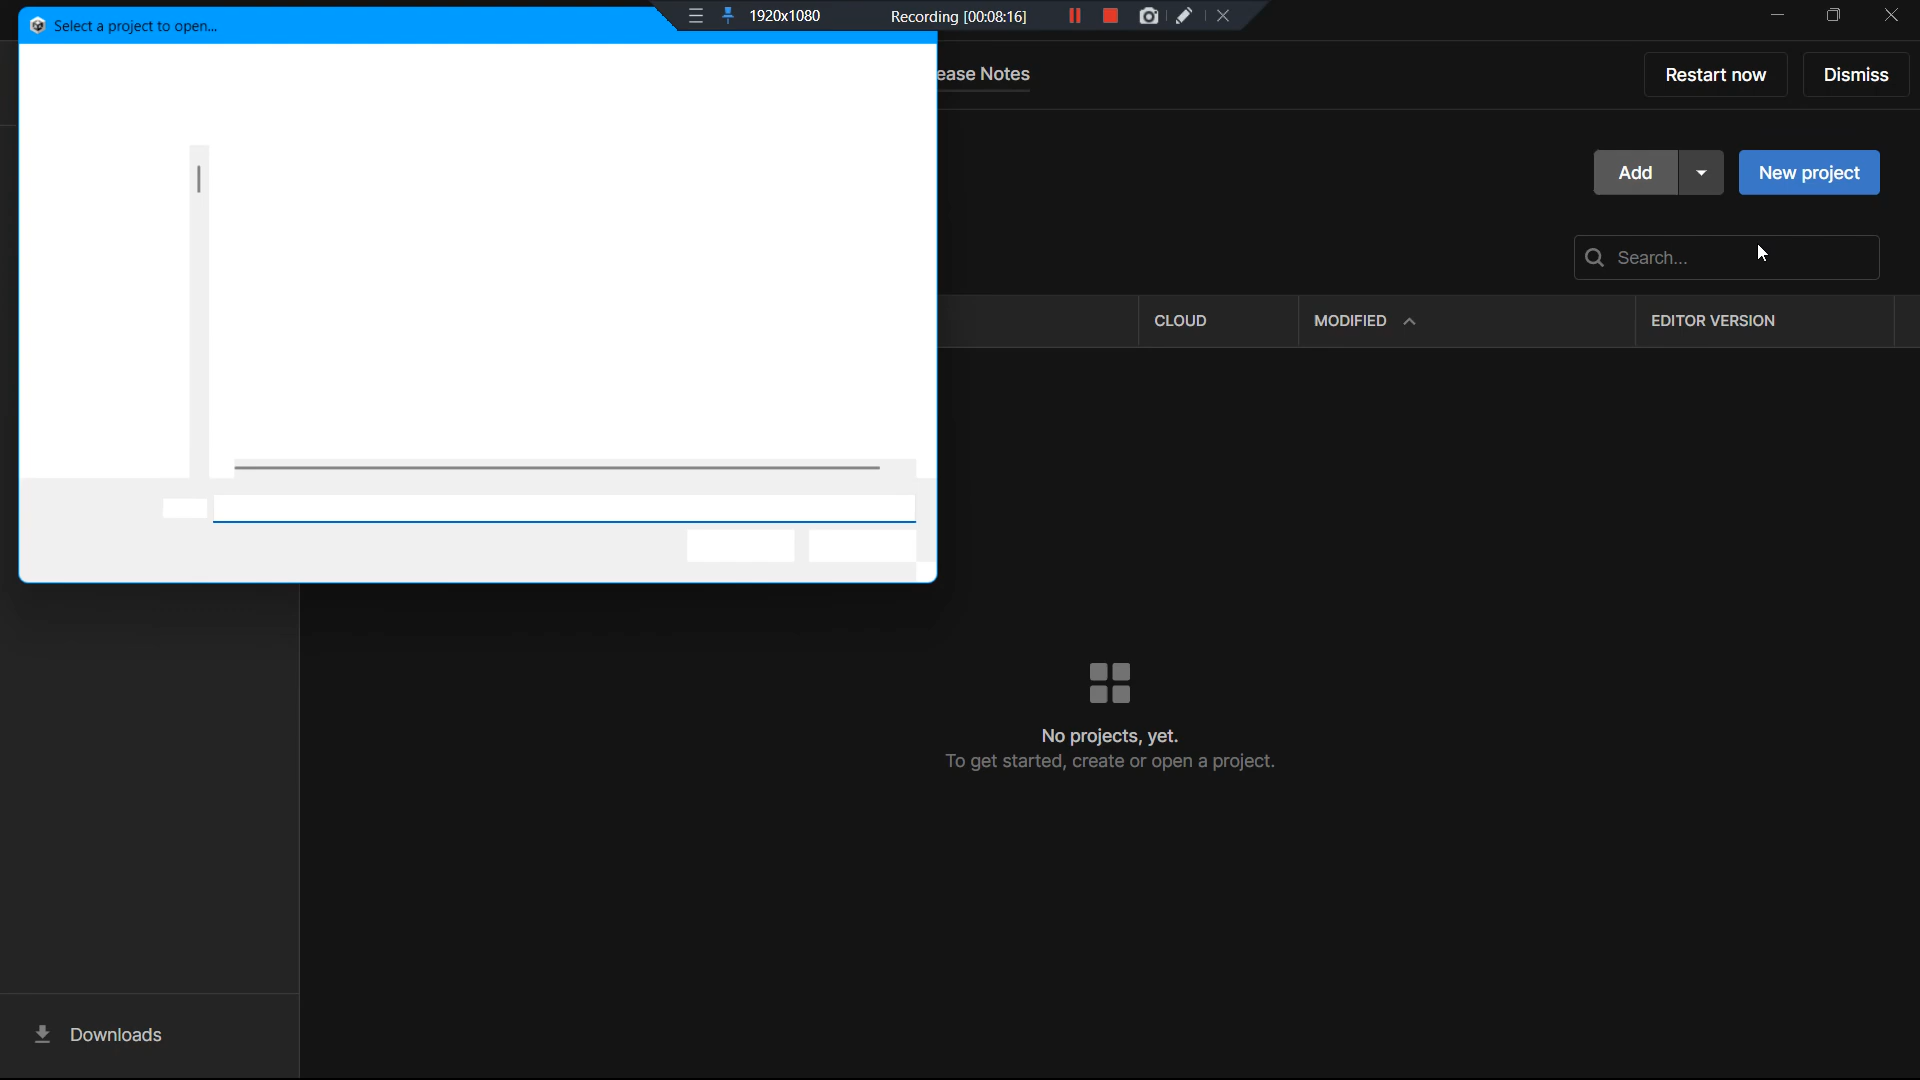 Select a project to open...
1920x1080
Recording [00:08:16]
ease Notes
Restart now
Dismiss
Add
New project
Search...
CLOUD
MODIFIED
EDITOR VERSION
No projects, yet.
To get started, create or open a project.
Downloads